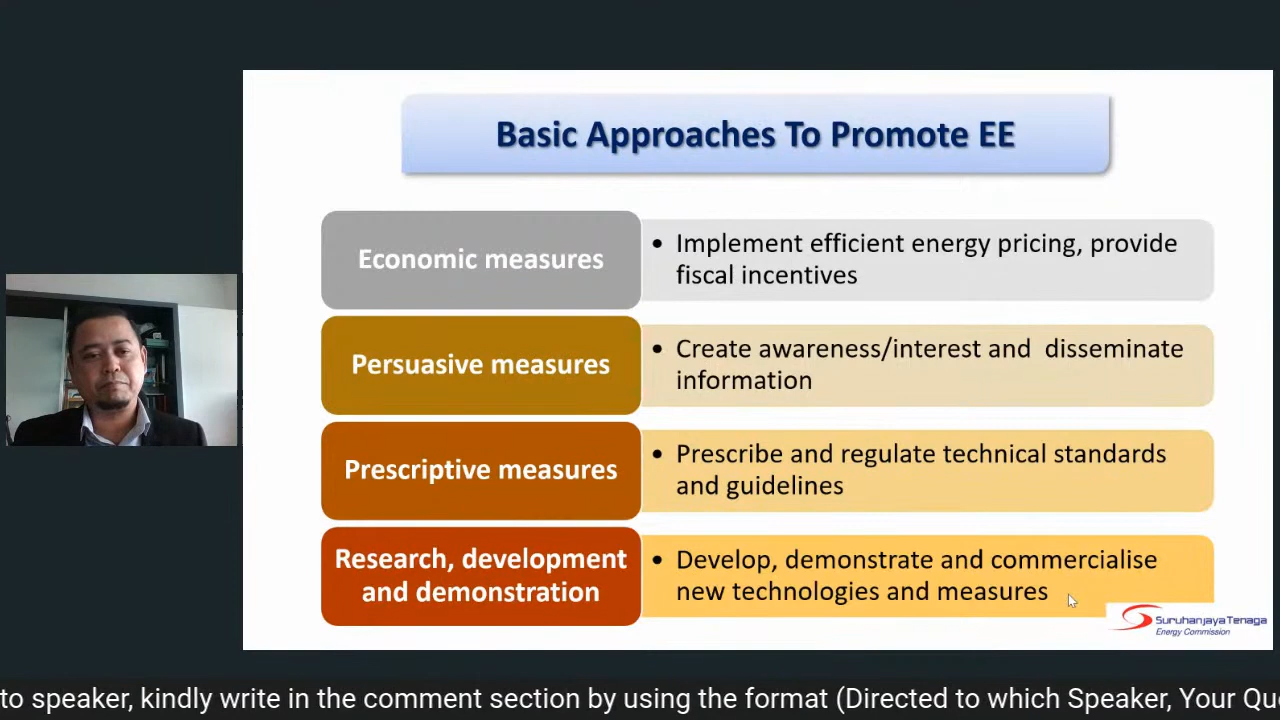 Basic Approaches To Promote EE
Economic measures
• Implement efficient energy pricing, provide
fiscal incentives
Persuasive measures
• Create awareness/interest and disseminate
information
Prescriptive measures
• Prescribe and regulate technical standards
and guidelines
Research, development
and demonstration
• Develop, demonstrate and commercialise
new technologies and measures
Suruhanjaya Tenaga
Energy Commission
to speaker, kindly write in the comment section by using the format (Directed to which Speaker, Your Qu